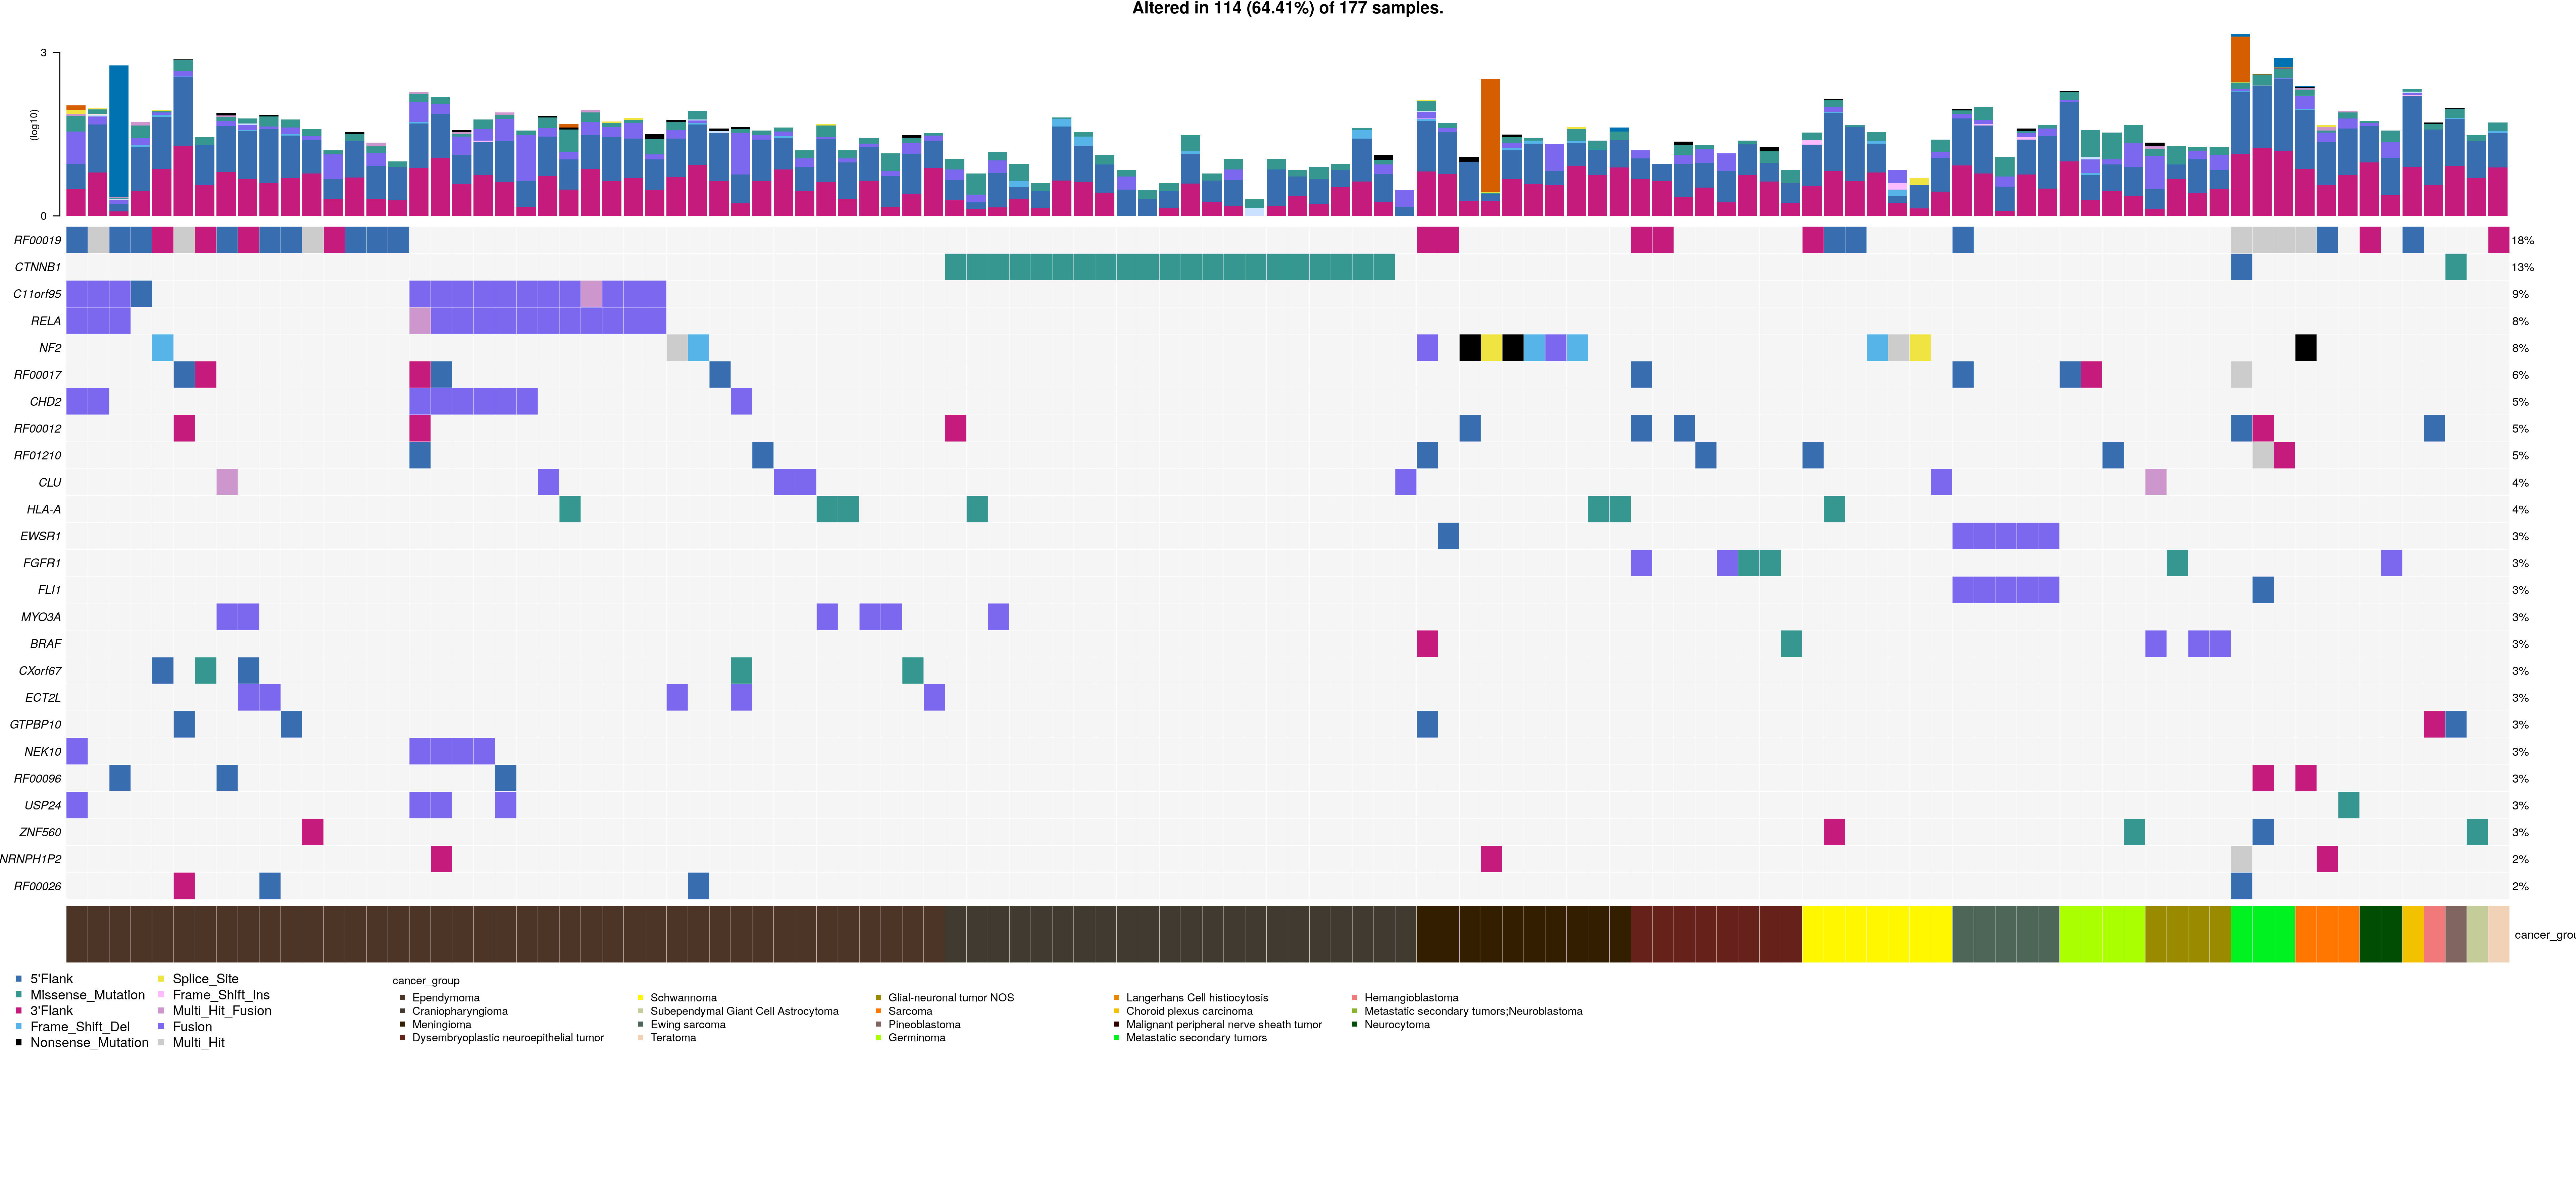 Altered in 114 (64.41%) of 177 samples.
3
(log10)
0
RF00019 18%
CTNNB1 13%
C11orf95 9%
RELA 8%
NF2 8%
RF00017 6%
CHD2 5%
RF00012 5%
RF01210 5%
CLU 4%
HLA-A 4%
EWSR1 3%
FGFR1 3%
FLI1 3%
MYO3A 3%
BRAF 3%
CXorf67 3%
ECT2L 3%
GTPBP10 3%
NEK10 3%
RF00096 3%
USP24 3%
ZNF560 3%
NRNPH1P2 2%
RF00026 2%
cancer_grou
5'Flank
Missense_Mutation
3'Flank
Frame_Shift_Del
Nonsense_Mutation
Splice_Site
Frame_Shift_Ins
Multi_Hit_Fusion
Fusion
Multi_Hit
cancer_group
Ependymoma
Craniopharyngioma
Meningioma
Dysembryoplastic neuroepithelial tumor
Schwannoma
Subependymal Giant Cell Astrocytoma
Ewing sarcoma
Teratoma
Glial-neuronal tumor NOS
Sarcoma
Pineoblastoma
Germinoma
Langerhans Cell histiocytosis
Choroid plexus carcinoma
Malignant peripheral nerve sheath tumor
Metastatic secondary tumors
Hemangioblastoma
Metastatic secondary tumors;Neuroblastoma
Neurocytoma